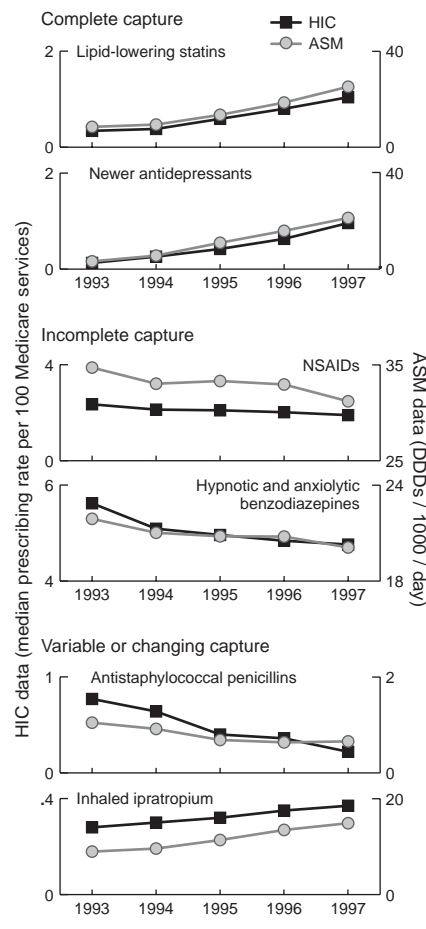 Complete capture
HIC
ASM
Lipid-lowering statins
2
40
0
0
Newer antidepressants
2
40
0
0
1993 1994 1995 1996 1997
Incomplete capture
NSAIDs
4
35
0
25
Hypnotic and anxiolytic
benzodiazepines
6
24
4
18
1993 1994 1995 1996 1997
Variable or changing capture
Antistaphylococcal penicillins
1
2
0
0
Inhaled ipratropium
.4
20
0
0
1993 1994 1995 1996 1997
HIC data (median prescribing rate per 100 Medicare services)
ASM data (DDDs / 1000 / day)